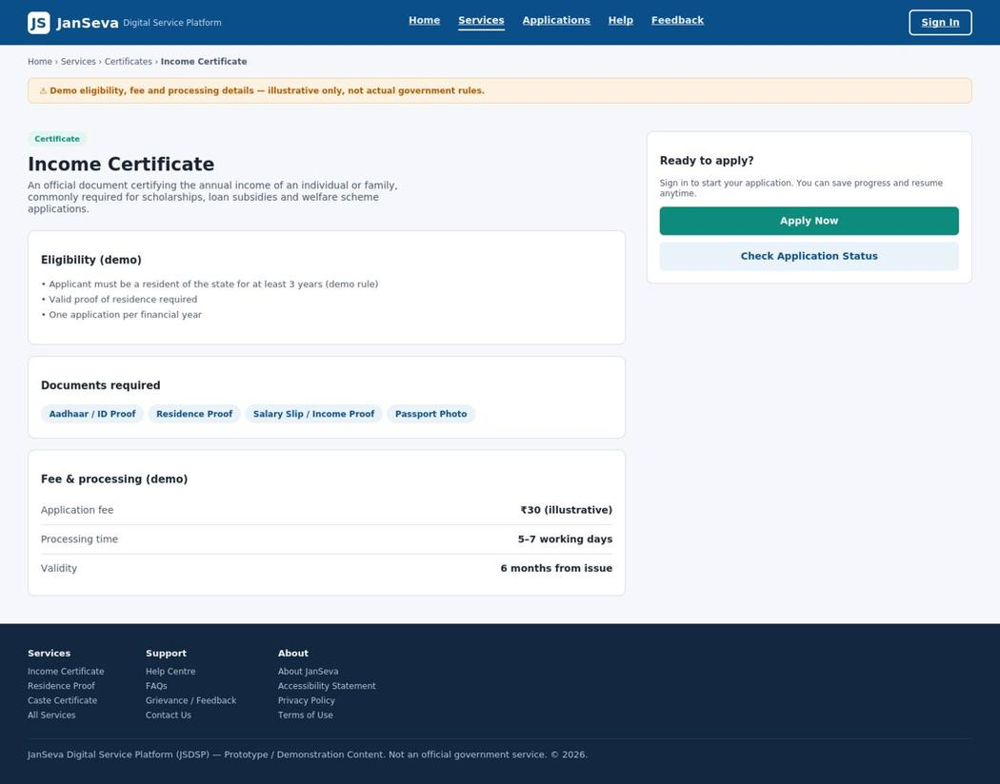 JS JanSeva Digital Service Platform
Home Services Applications Help Feedback
Sign In
Home › Services › Certificates › Income Certificate
⚠ Demo eligibility, fee and processing details — illustrative only, not actual government rules.
Certificate
Income Certificate
An official document certifying the annual income of an individual or family,
commonly required for scholarships, loan subsidies and welfare scheme
applications.
Eligibility (demo)
• Applicant must be a resident of the state for at least 3 years (demo rule)
• Valid proof of residence required
• One application per financial year
Documents required
Aadhaar / ID Proof Residence Proof Salary Slip / Income Proof Passport Photo
Fee & processing (demo)
Application fee ₹30 (illustrative)
Processing time 5–7 working days
Validity 6 months from issue
Ready to apply?
Sign in to start your application. You can save progress and resume
anytime.
Apply Now
Check Application Status
Services
Income Certificate
Residence Proof
Caste Certificate
All Services
Support
Help Centre
FAQs
Grievance / Feedback
Contact Us
About
About JanSeva
Accessibility Statement
Privacy Policy
Terms of Use
JanSeva Digital Service Platform (JSDSP) — Prototype / Demonstration Content. Not an official government service. © 2026.